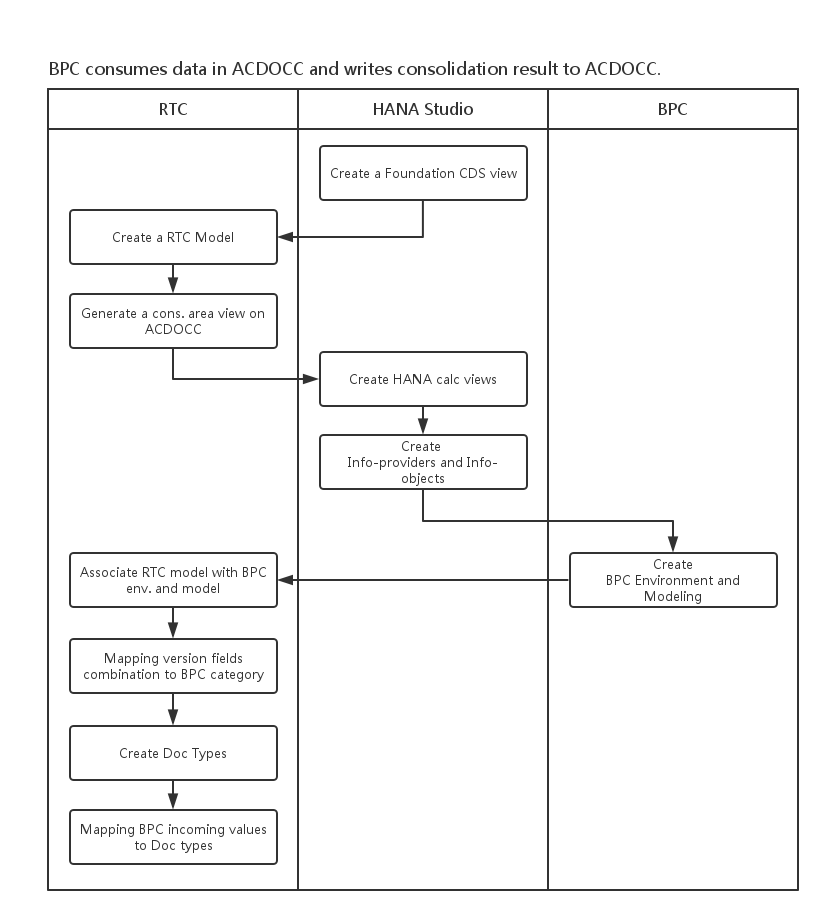 BPC consumes data in ACDOCC and writes consolidation result to ACDOCC.
RTC
HANA Studio
BPC
Create a Foundation CDS view
Create a RTC Model
Generate a cons. area view on
ACDOCC
Create HANA calc views
Create
Info-providers and Info-
objects
Create
BPC Environment and
Modeling
Associate RTC model with BPC
env. and model
Mapping version fields
combination to BPC category
Create Doc Types
Mapping BPC incoming values
to Doc types